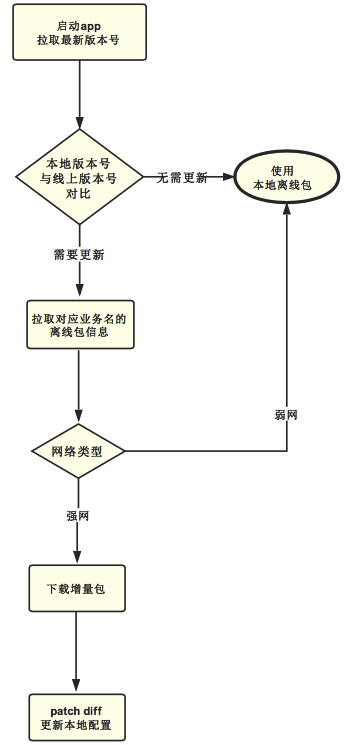 启动app
拉取最新版本号
本地版本号
与线上版本号
对比
无需更新
使用
本地离线包
需要更新
拉取对应业务名的
离线包信息
弱网
网络类型
强网
下载增量包
patch diff
更新本地配置